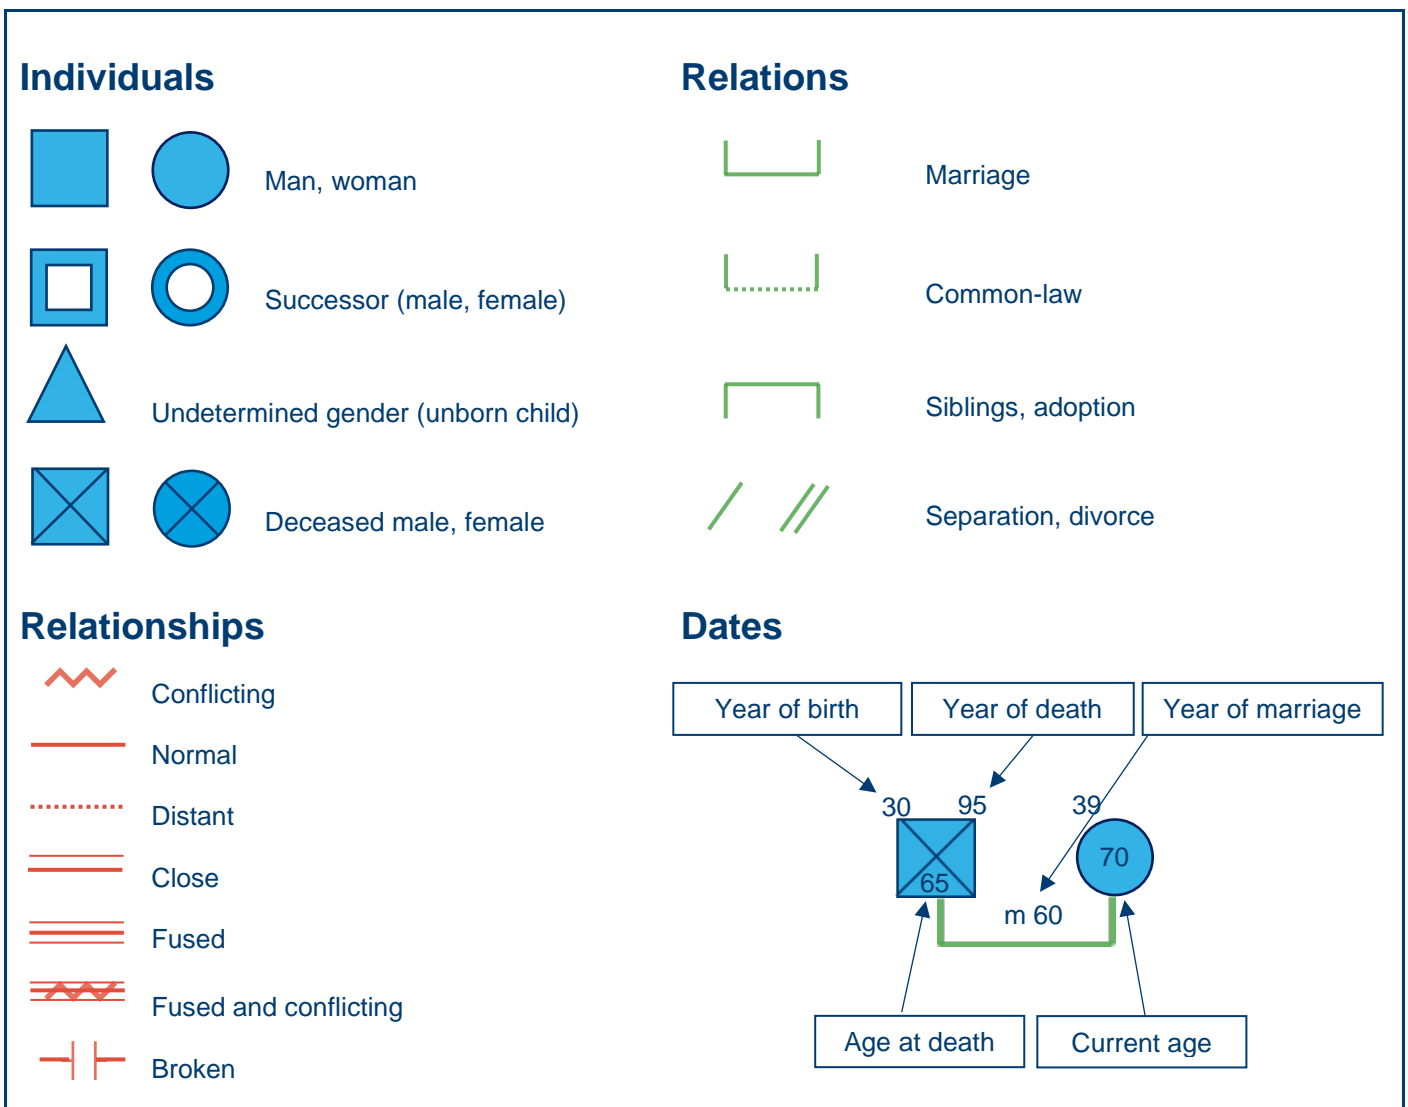 Individuals
Man, woman
Successor (male, female)
Undetermined gender (unborn child)
Deceased male, female
Relations
Marriage
Common-law
Siblings, adoption
Separation, divorce
Relationships
Conflicting
Normal
Distant
Close
Fused
Fused and conflicting
Broken
Dates
Year of birth
Year of death
Year of marriage
30
95
39
65
70
m 60
Age at death
Current age